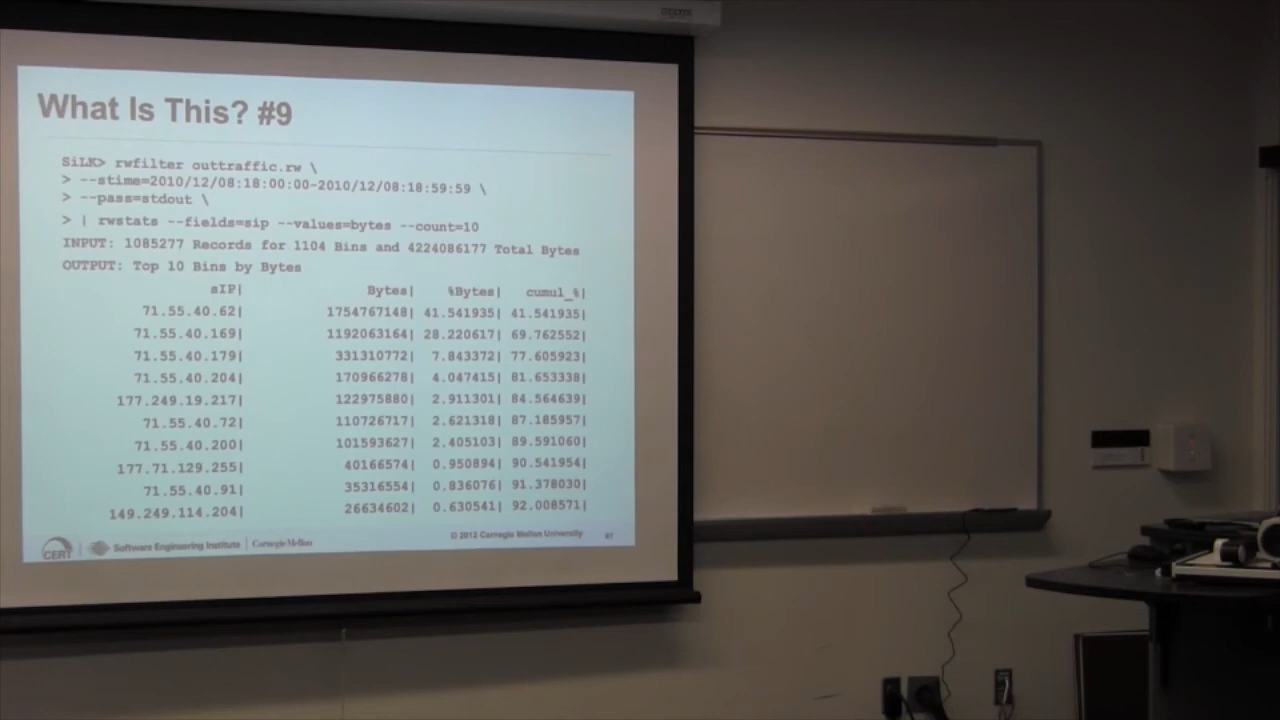 What Is This? #9
SiLK> rwfilter outtraffic.rw \
> --stime=2010/12/08:18:00:00-2010/12/08:18:59:59 \
> --pass=stdout \
> | rwstats --fields=sip --values=bytes --count=10
INPUT: 1085277 Records for 1104 Bins and 4224086177 Total Bytes
OUTPUT: Top 10 Bins by Bytes
sIP| Bytes| %Bytes| cumul_%|
71.55.40.62| 1754767148| 41.541935| 41.541935|
71.55.40.169| 1192063164| 28.220617| 69.762552|
71.55.40.179| 331310772| 7.843372| 77.605923|
71.55.40.204| 170966278| 4.047415| 81.653338|
177.249.19.217| 122975880| 2.911301| 84.564639|
71.55.40.72| 110726717| 2.621318| 87.185957|
71.55.40.200| 101593627| 2.405103| 89.591060|
177.71.129.255| 40166574| 0.950894| 90.541954|
71.55.40.91| 35316554| 0.836076| 91.378030|
149.249.114.204| 26634602| 0.630541| 92.008571|
CERT Software Engineering Institute | Carnegie Mellon © 2012 Carnegie Mellon University